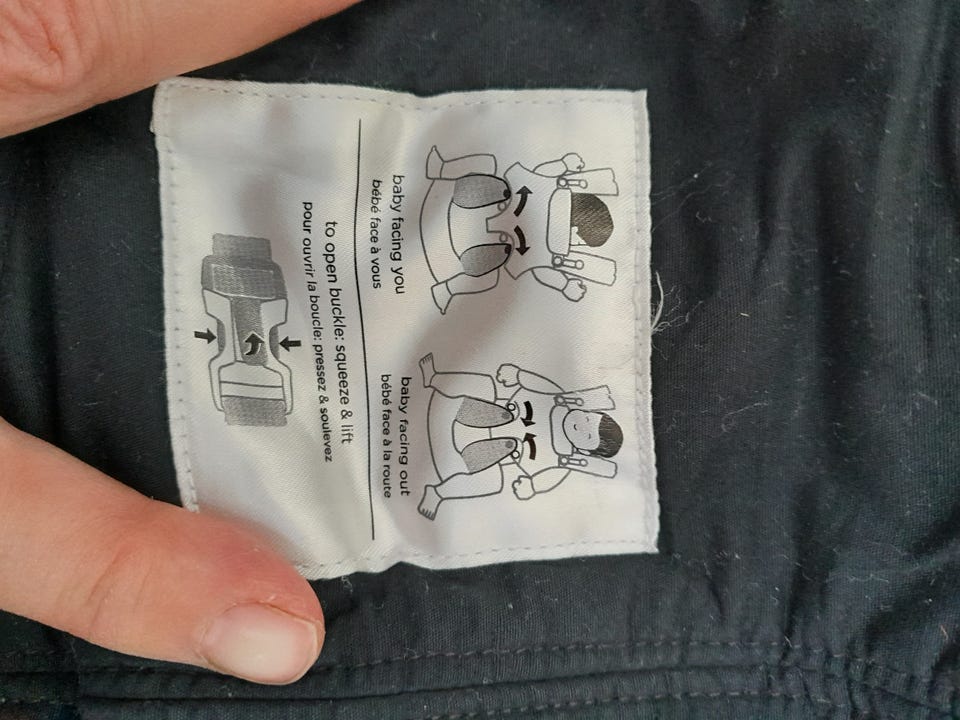 baby facing you
bébé face à vous
baby facing out
bébé face à la route
to open buckle: squeeze & lift
pour ouvrir la boucle: pressez & soulevez